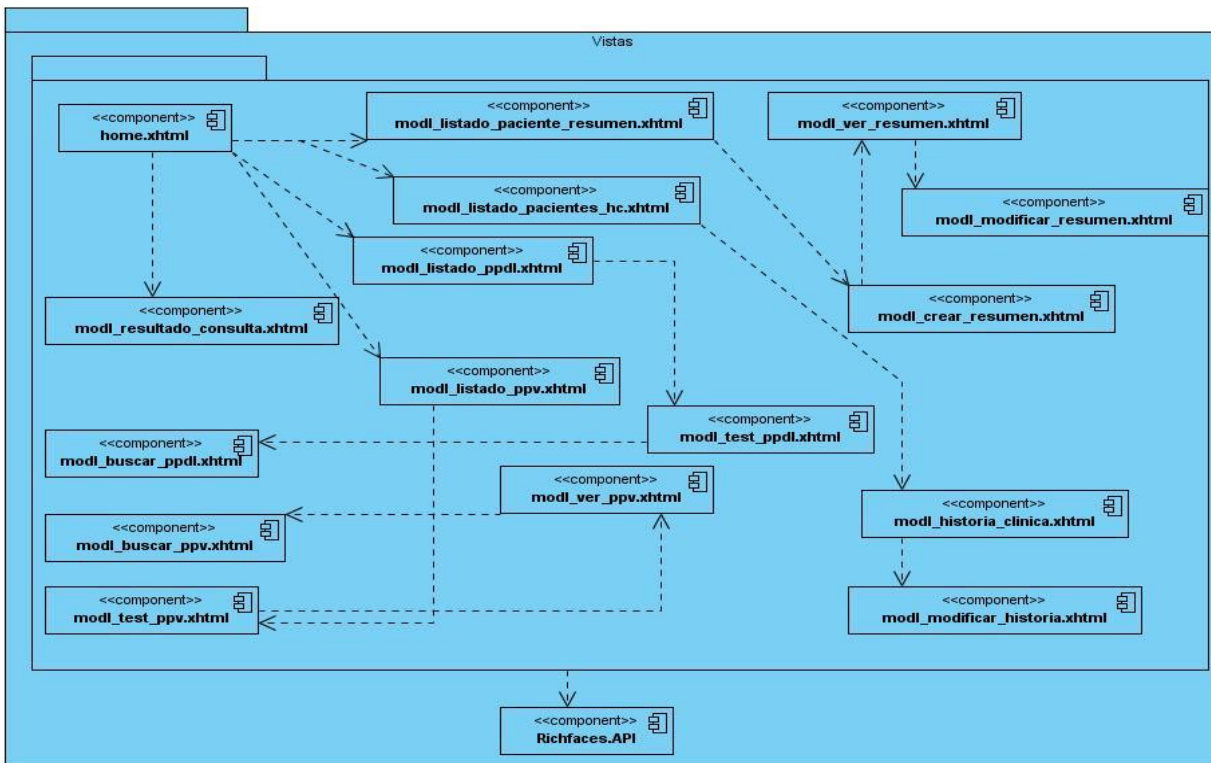 Vistas
<<component>>
home.xhtml
<<component>>
modl_listado_paciente_resumen.xhtml
<<component>>
modl_ver_resumen.xhtml
<<component>>
modl_listado_pacientes_hc.xhtml
<<component>>
modl_modificar_resumen.xhtml
<<component>>
modl_listado_ppdl.xhtml
<<component>>
modl_resultado_consulta.xhtml
<<component>>
modl_crear_resumen.xhtml
<<component>>
modl_listado_ppv.xhtml
<<component>>
modl_test_ppdl.xhtml
<<component>>
modl_buscar_ppdl.xhtml
<<component>>
modl_ver_ppv.xhtml
<<component>>
modl_historia_clinica.xhtml
<<component>>
modl_buscar_ppv.xhtml
<<component>>
modl_test_ppv.xhtml
<<component>>
modl_modificar_historia.xhtml
<<component>>
Richfaces.API